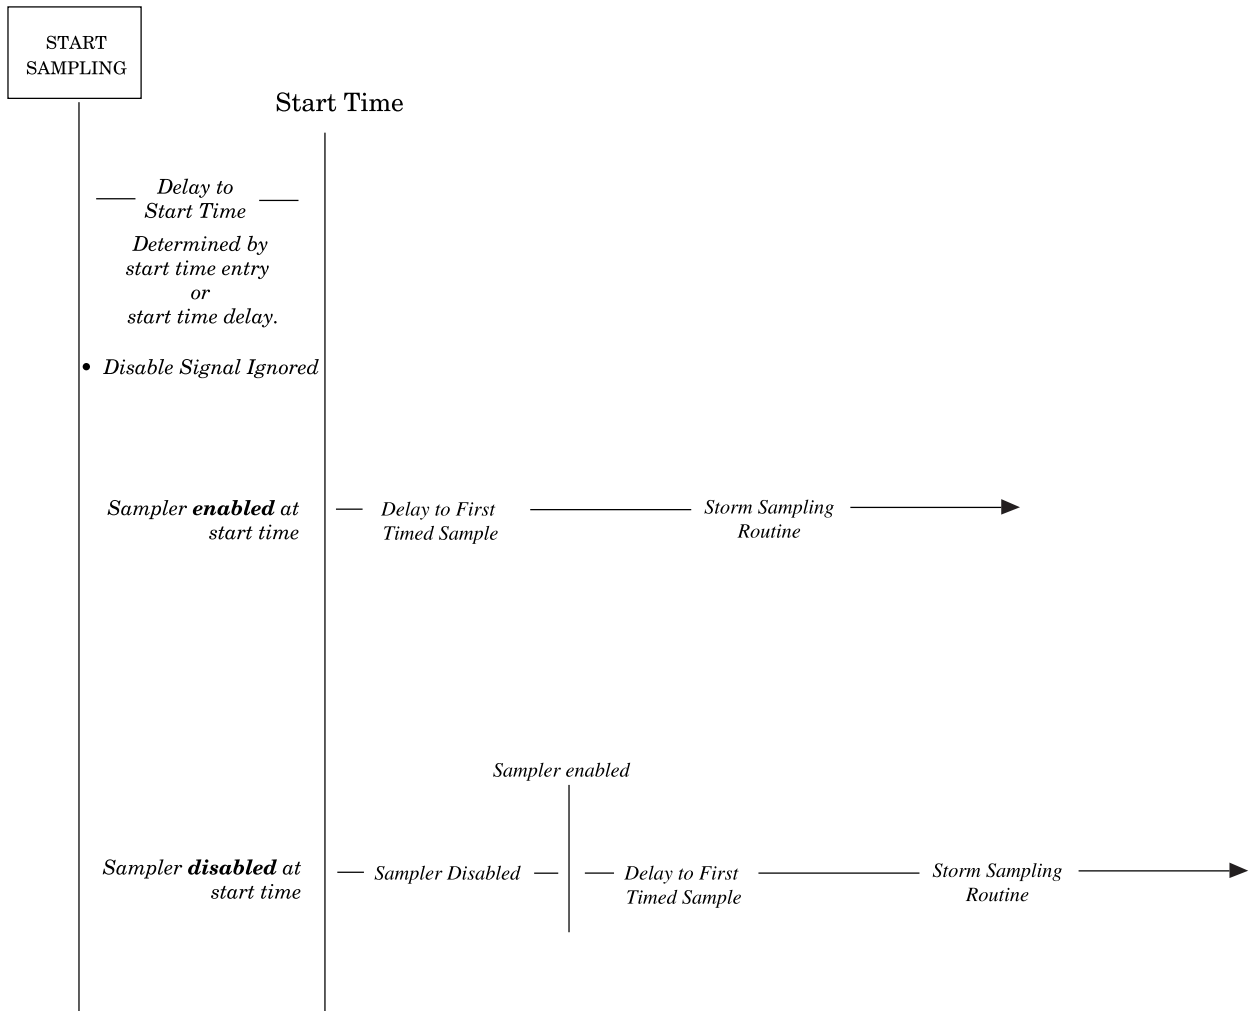 START
SAMPLING
Start Time
Delay to
Start Time
Determined by
start time entry
or
start time delay.
• Disable Signal Ignored
Sampler enabled at
start time
Delay to First
Timed Sample
Storm Sampling
Routine
Sampler enabled
Sampler disabled at
start time
Sampler Disabled
Delay to First
Timed Sample
Storm Sampling
Routine